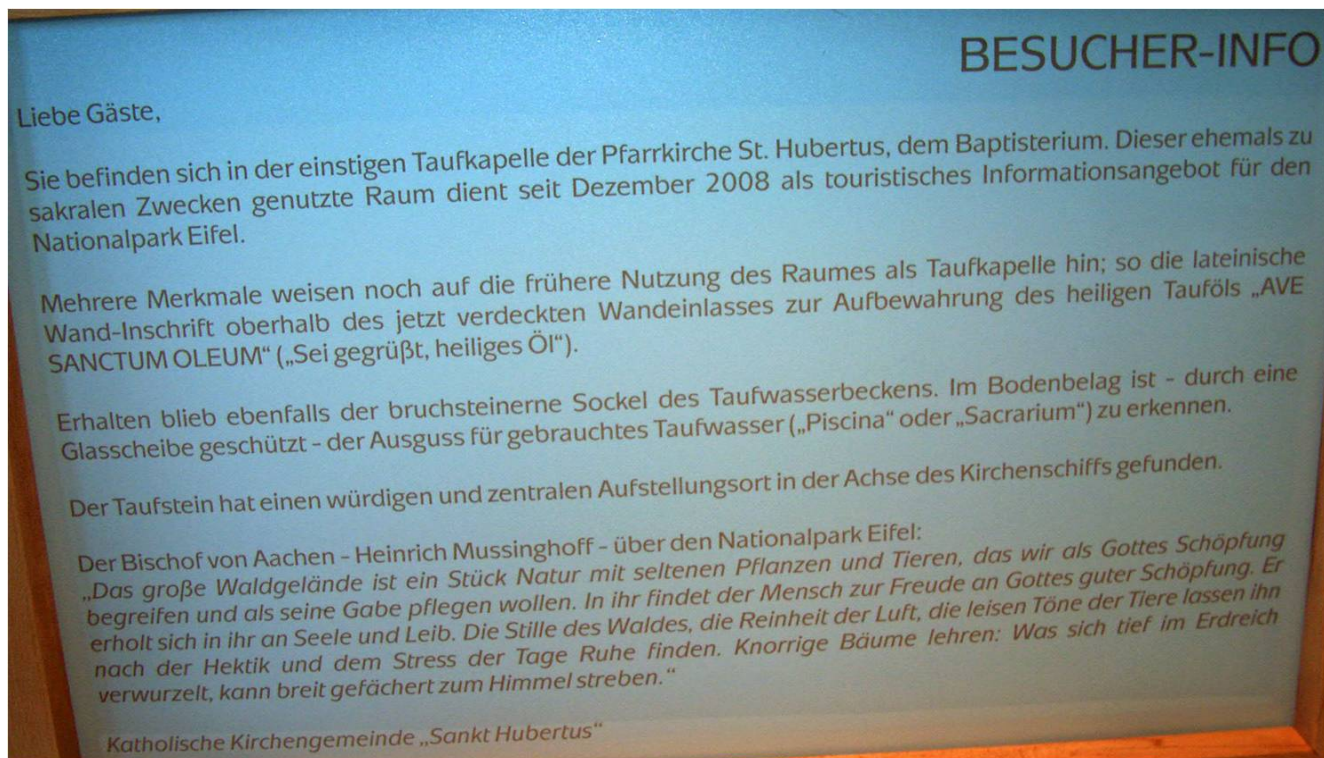 BESUCHER-INFO
Liebe Gäste,
Sie befinden sich in der einstigen Taufkapelle der Pfarrkirche St. Hubertus, dem Baptisterium. Dieser ehemals zu
sakralen Zwecken genutzte Raum dient seit Dezember 2008 als touristisches Informationsangebot für den
Nationalpark Eifel.
Mehrere Merkmale weisen noch auf die frühere Nutzung des Raumes als Taufkapelle hin; so die lateinische
Wand-Inschrift oberhalb des jetzt verdeckten Wandeinlasses zur Aufbewahrung des heiligen Tauföls „AVE
SANCTUM OLEUM“ („Sei gegrüßt, heiliges Öl“).
Erhalten blieb ebenfalls der bruchsteinerne Sockel des Taufwasserbeckens. Im Bodenbelag ist - durch eine
Glasscheibe geschützt - der Ausguss für gebrauchtes Taufwasser („Piscina“ oder „Sacrarium“) zu erkennen.
Der Taufstein hat einen würdigen und zentralen Aufstellungsort in der Achse des Kirchenschiffs gefunden.
Der Bischof von Aachen - Heinrich Mussinghoff - über den Nationalpark Eifel:
„Das große Waldgelände ist ein Stück Natur mit seltenen Pflanzen und Tieren, das wir als Gottes Schöpfung
begreifen und als seine Gabe pflegen wollen. In ihr findet der Mensch zur Freude an Gottes guter Schöpfung. Er
erholt sich in ihr an Seele und Leib. Die Stille des Waldes, die Reinheit der Luft, die leisen Töne der Tiere lassen ihn
nach der Hektik und dem Stress der Tage Ruhe finden. Knorrige Bäume lehren: Was sich tief im Erdreich
verwurzelt, kann breit gefächert zum Himmel streben.“
Katholische Kirchengemeinde „Sankt Hubertus“